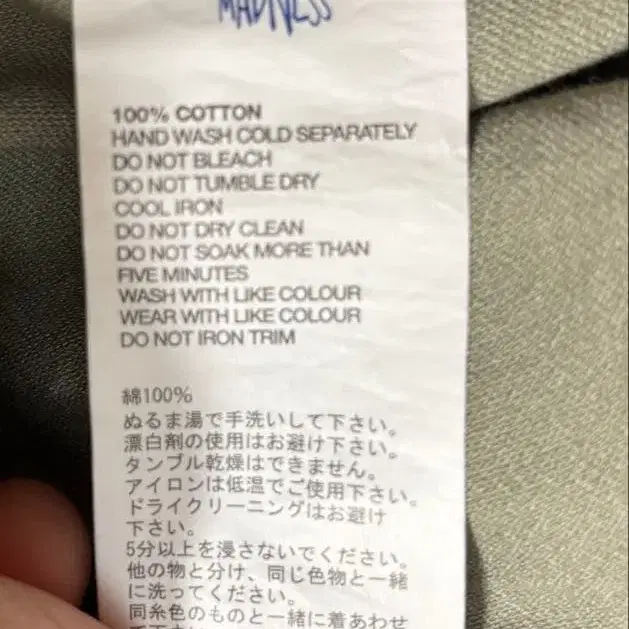 MADNESS
100% COTTON
HAND WASH COLD SEPARATELY
DO NOT BLEACH
DO NOT TUMBLE DRY
COOL IRON
DO NOT DRY CLEAN
DO NOT SOAK MORE THAN
FIVE MINUTES
WASH WITH LIKE COLOUR
WEAR WITH LIKE COLOUR
DO NOT IRON TRIM
綿100%
ぬるま湯で手洗いして下さい。
漂白剤の使用はお避け下さい。
タンブル乾燥はできません。
アイロンは低温でご使用下さい。
ドライクリーニングはお避け
下さい。
5分以上を浸さないでください。
他の物と分け、同じ色物と一緒
に洗ってください。
同糸色のものと一緒に着あわせ
て下さい。